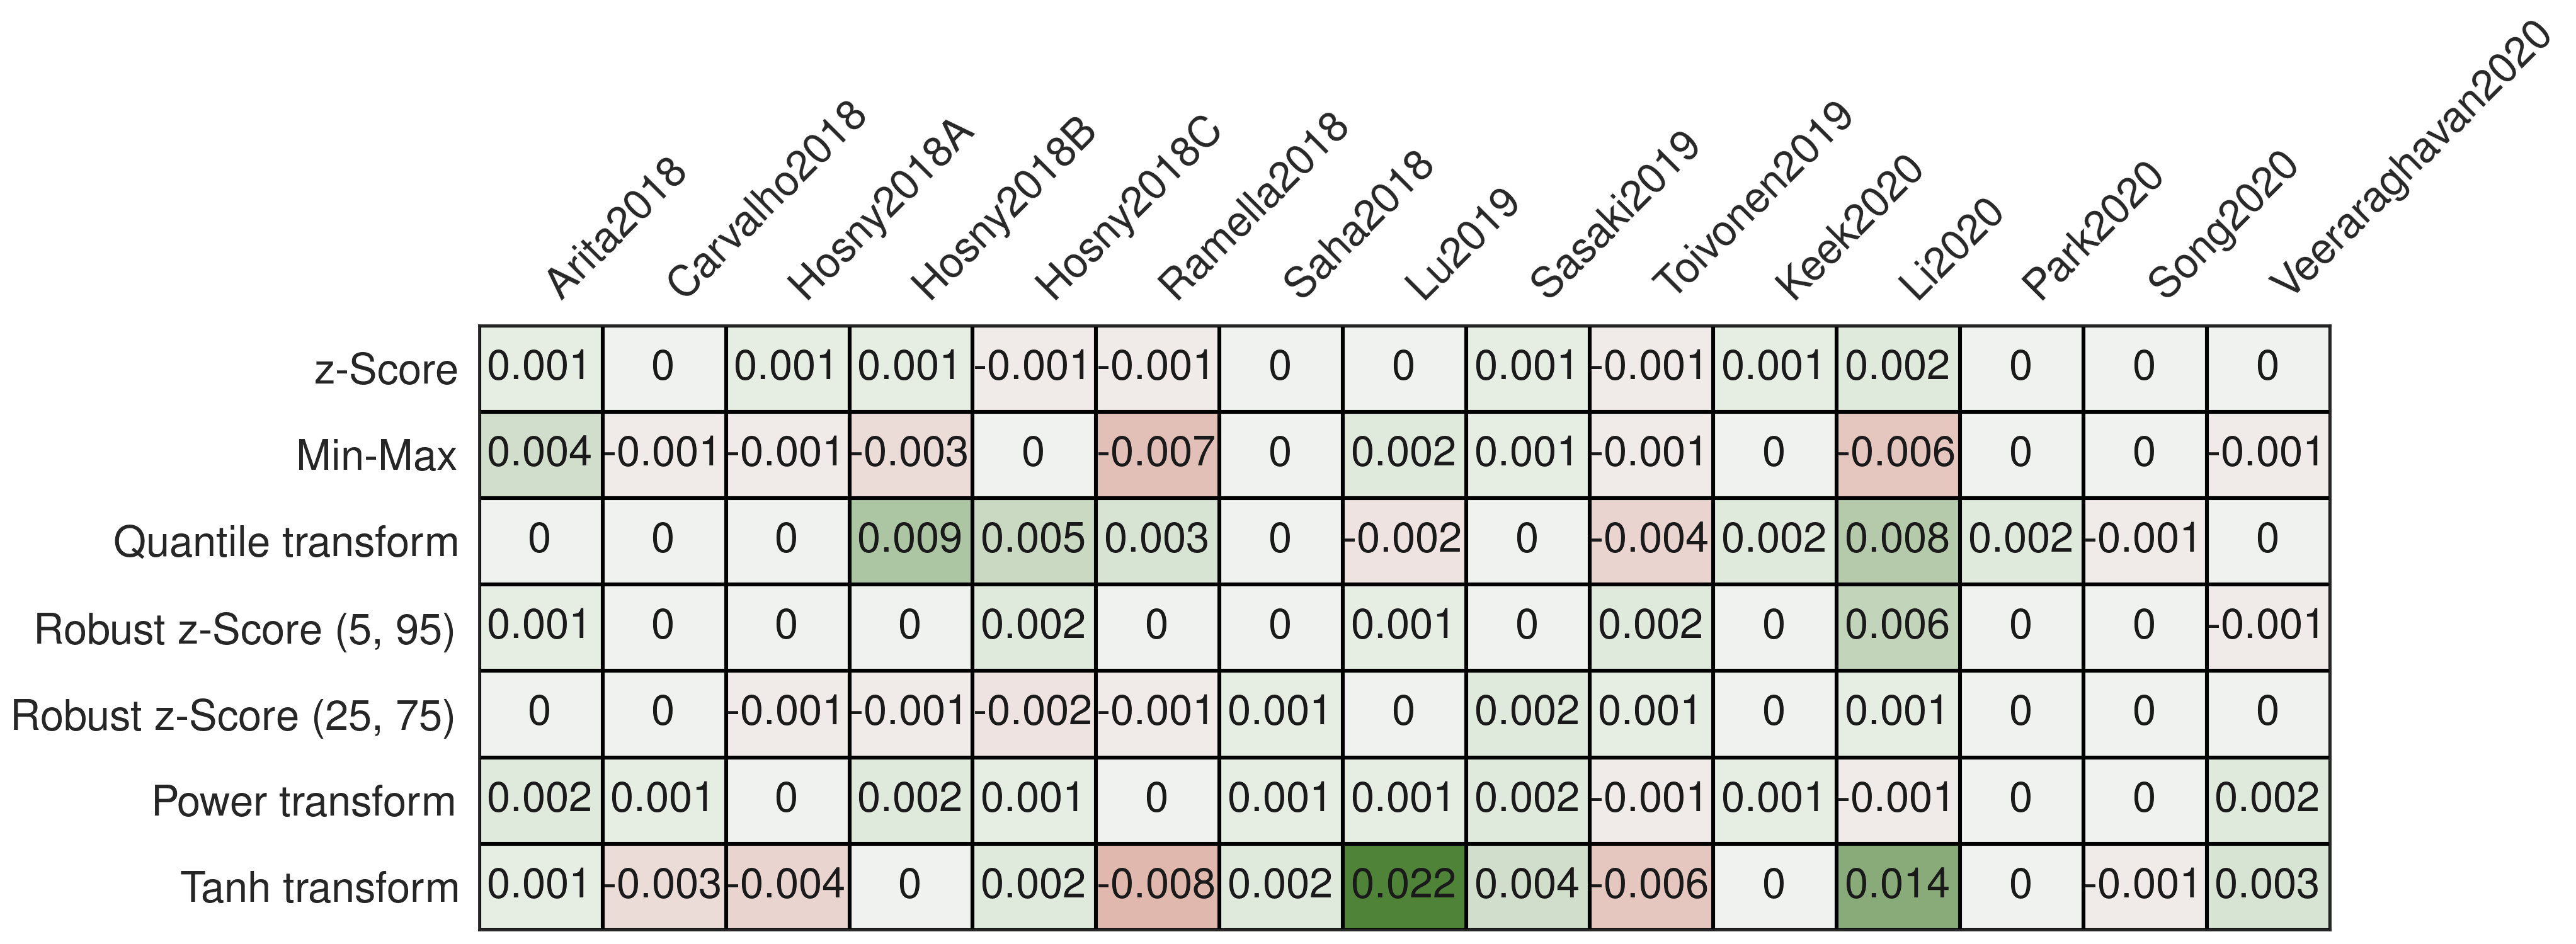 Arita2018 Carvalho2018 Hosny2018A Hosny2018B Hosny2018C Ramella2018 Saha2018 Lu2019 Sasaki2019 Toivonen2019 Keek2020 Li2020 Park2020 Song2020 Veeraraghavan2020
z-Score 0.001 0 0.001 0.001 -0.001 -0.001 0 0 0.001 -0.001 0.001 0.002 0 0 0
Min-Max 0.004 -0.001 -0.001 -0.003 0 -0.007 0 0.002 0.001 -0.001 0 -0.006 0 0 -0.001
Quantile transform 0 0 0 0.009 0.005 0.003 0 -0.002 0 -0.004 0.002 0.008 0.002 -0.001 0
Robust z-Score (5, 95) 0.001 0 0 0 0.002 0 0 0.001 0 0.002 0 0.006 0 0 -0.001
Robust z-Score (25, 75) 0 0 -0.001 -0.001 -0.002 -0.001 0.001 0 0.002 0.001 0 0.001 0 0 0
Power transform 0.002 0.001 0 0.002 0.001 0 0.001 0.001 0.002 -0.001 0.001 -0.001 0 0 0.002
Tanh transform 0.001 -0.003 -0.004 0 0.002 -0.008 0.002 0.022 0.004 -0.006 0 0.014 0 -0.001 0.003